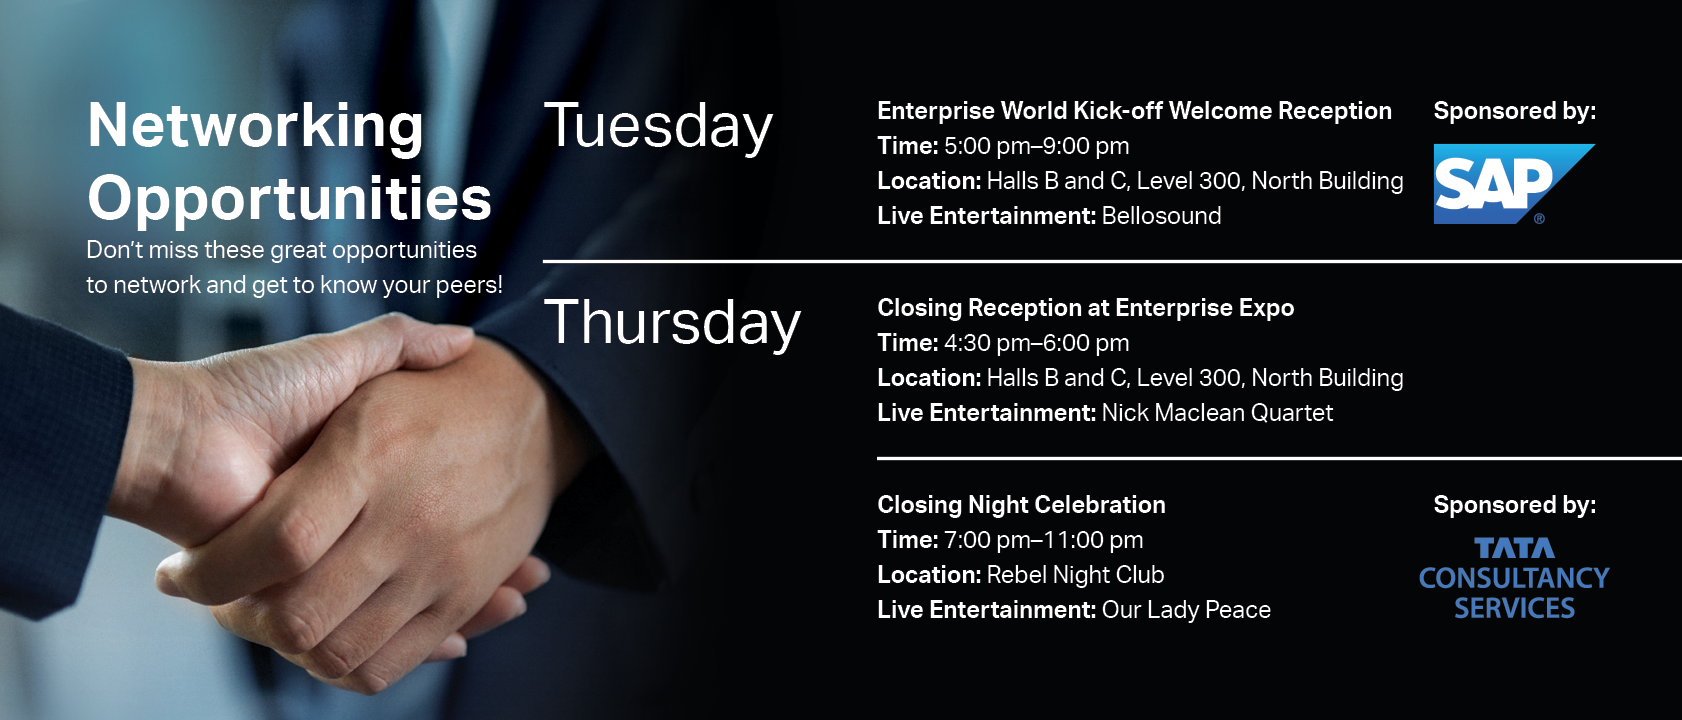 Networking
Opportunities
Don't miss these great opportunities
to network and get to know your peers!
Tuesday
Enterprise World Kick-off Welcome Reception
Time: 5:00 pm–9:00 pm
Location: Halls B and C, Level 300, North Building
Live Entertainment: Bellosound
Sponsored by:
SAP®
Thursday
Closing Reception at Enterprise Expo
Time: 4:30 pm–6:00 pm
Location: Halls B and C, Level 300, North Building
Live Entertainment: Nick Maclean Quartet
Closing Night Celebration
Time: 7:00 pm–11:00 pm
Location: Rebel Night Club
Live Entertainment: Our Lady Peace
Sponsored by:
TATA
CONSULTANCY
SERVICES